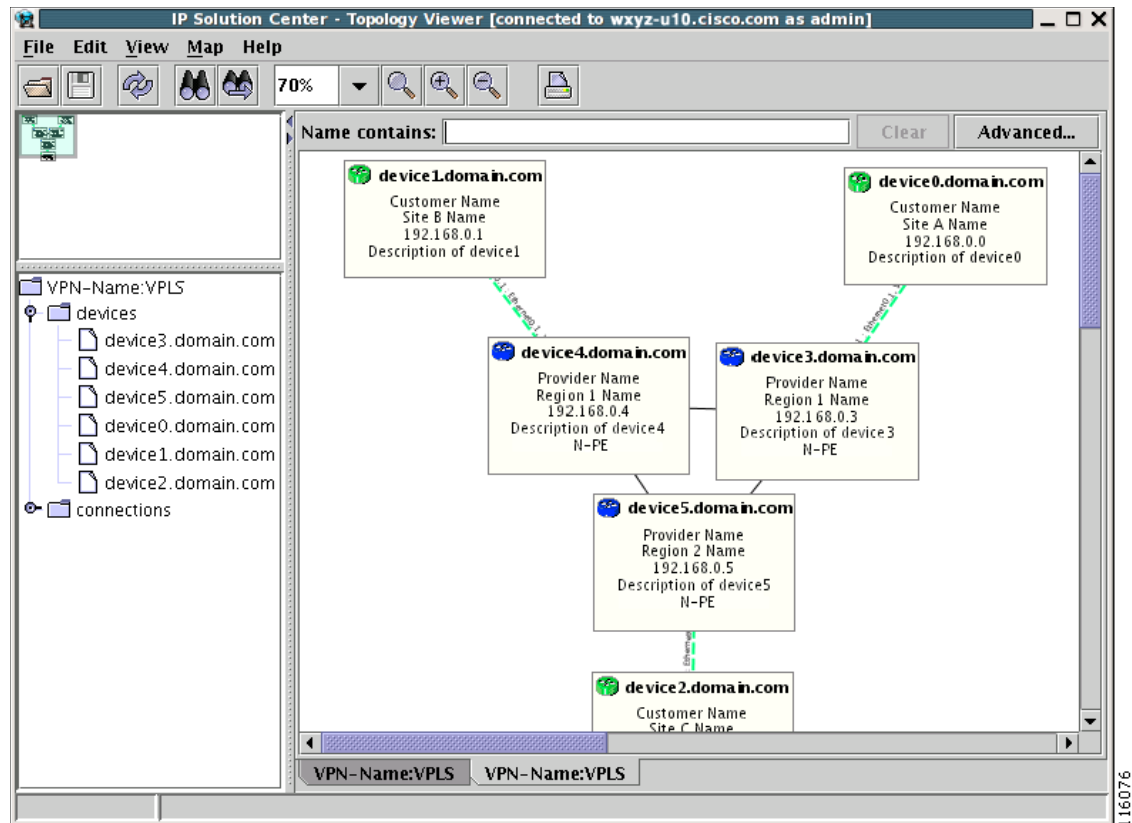 IP Solution Center - Topology Viewer [connected to wxyz-u10.cisco.com as admin]
File Edit View Map Help
70%
Name contains: Clear Advanced...
VPN-Name:VPLS
devices
device3.domain.com
device4.domain.com
device5.domain.com
device0.domain.com
device1.domain.com
device2.domain.com
connections
device1.domain.com
Customer Name
Site B Name
192.168.0.1
Description of device1
device0.domain.com
Customer Name
Site A Name
192.168.0.0
Description of device0
device4.domain.com
Provider Name
Region 1 Name
192.168.0.4
Description of device4
N-PE
device3.domain.com
Provider Name
Region 1 Name
192.168.0.3
Description of device3
N-PE
device5.domain.com
Provider Name
Region 2 Name
192.168.0.5
Description of device5
N-PE
device2.domain.com
Customer Name
Site C Name
VPN-Name:VPLS VPN-Name:VPLS
116076